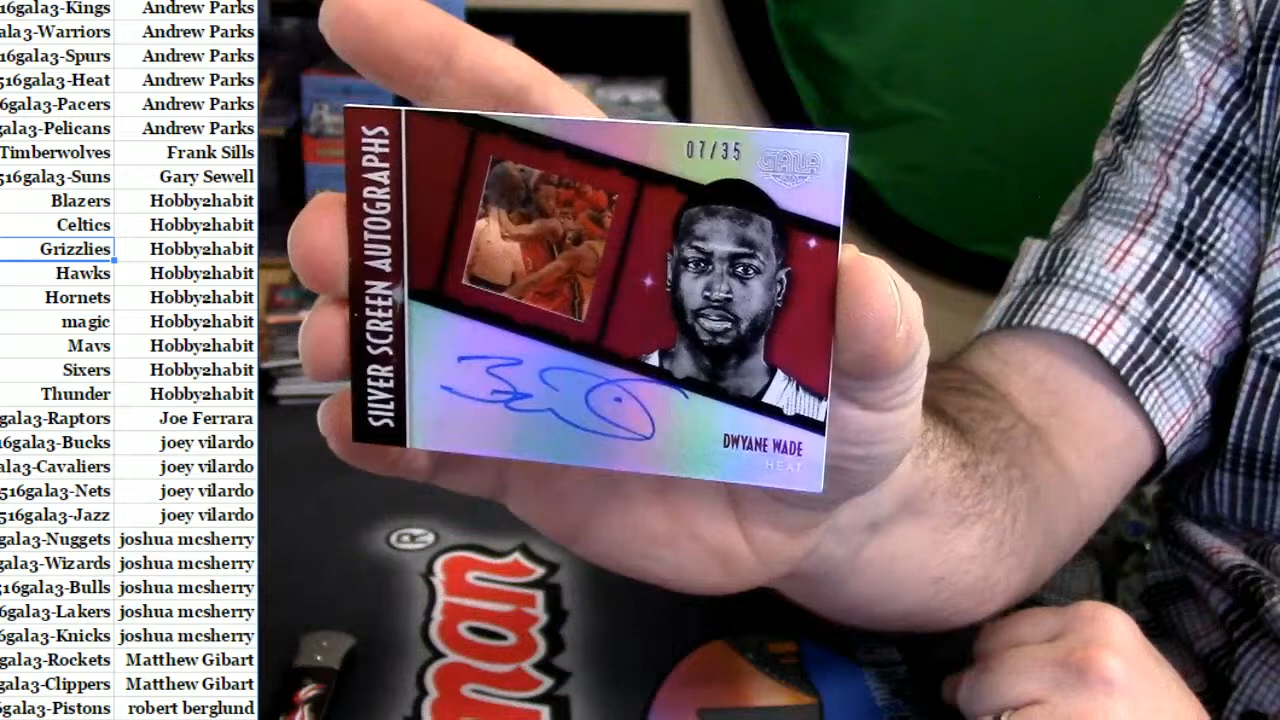 16gala3-Kings Andrew Parks
ala3-Warriors Andrew Parks
16gala3-Spurs Andrew Parks
516gala3-Heat Andrew Parks
6gala3-Pacers Andrew Parks
gala3-Pelicans Andrew Parks
Timberwolves Frank Sills
516gala3-Suns Gary Sewell
Blazers Hobby2habit
Celtics Hobby2habit
Grizzlies Hobby2habit
Hawks Hobby2habit
Hornets Hobby2habit
magic Hobby2habit
Mavs Hobby2habit
Sixers Hobby2habit
Thunder Hobby2habit
gala3-Raptors Joe Ferrara
16gala3-Bucks joey vilardo
ala3-Cavaliers joey vilardo
516gala3-Nets joey vilardo
516gala3-Jazz joey vilardo
gala3-Nuggets joshua mcsherry
gala3-Wizards joshua mcsherry
516gala3-Bulls joshua mcsherry
6gala3-Lakers joshua mcsherry
6gala3-Knicks joshua mcsherry
gala3-Rockets Matthew Gibart
gala3-Clippers Matthew Gibart
6gala3-Pistons robert berglund
SILVER SCREEN AUTOGRAPHS
07/35
GALA
DWYANE WADE
HEAT
®